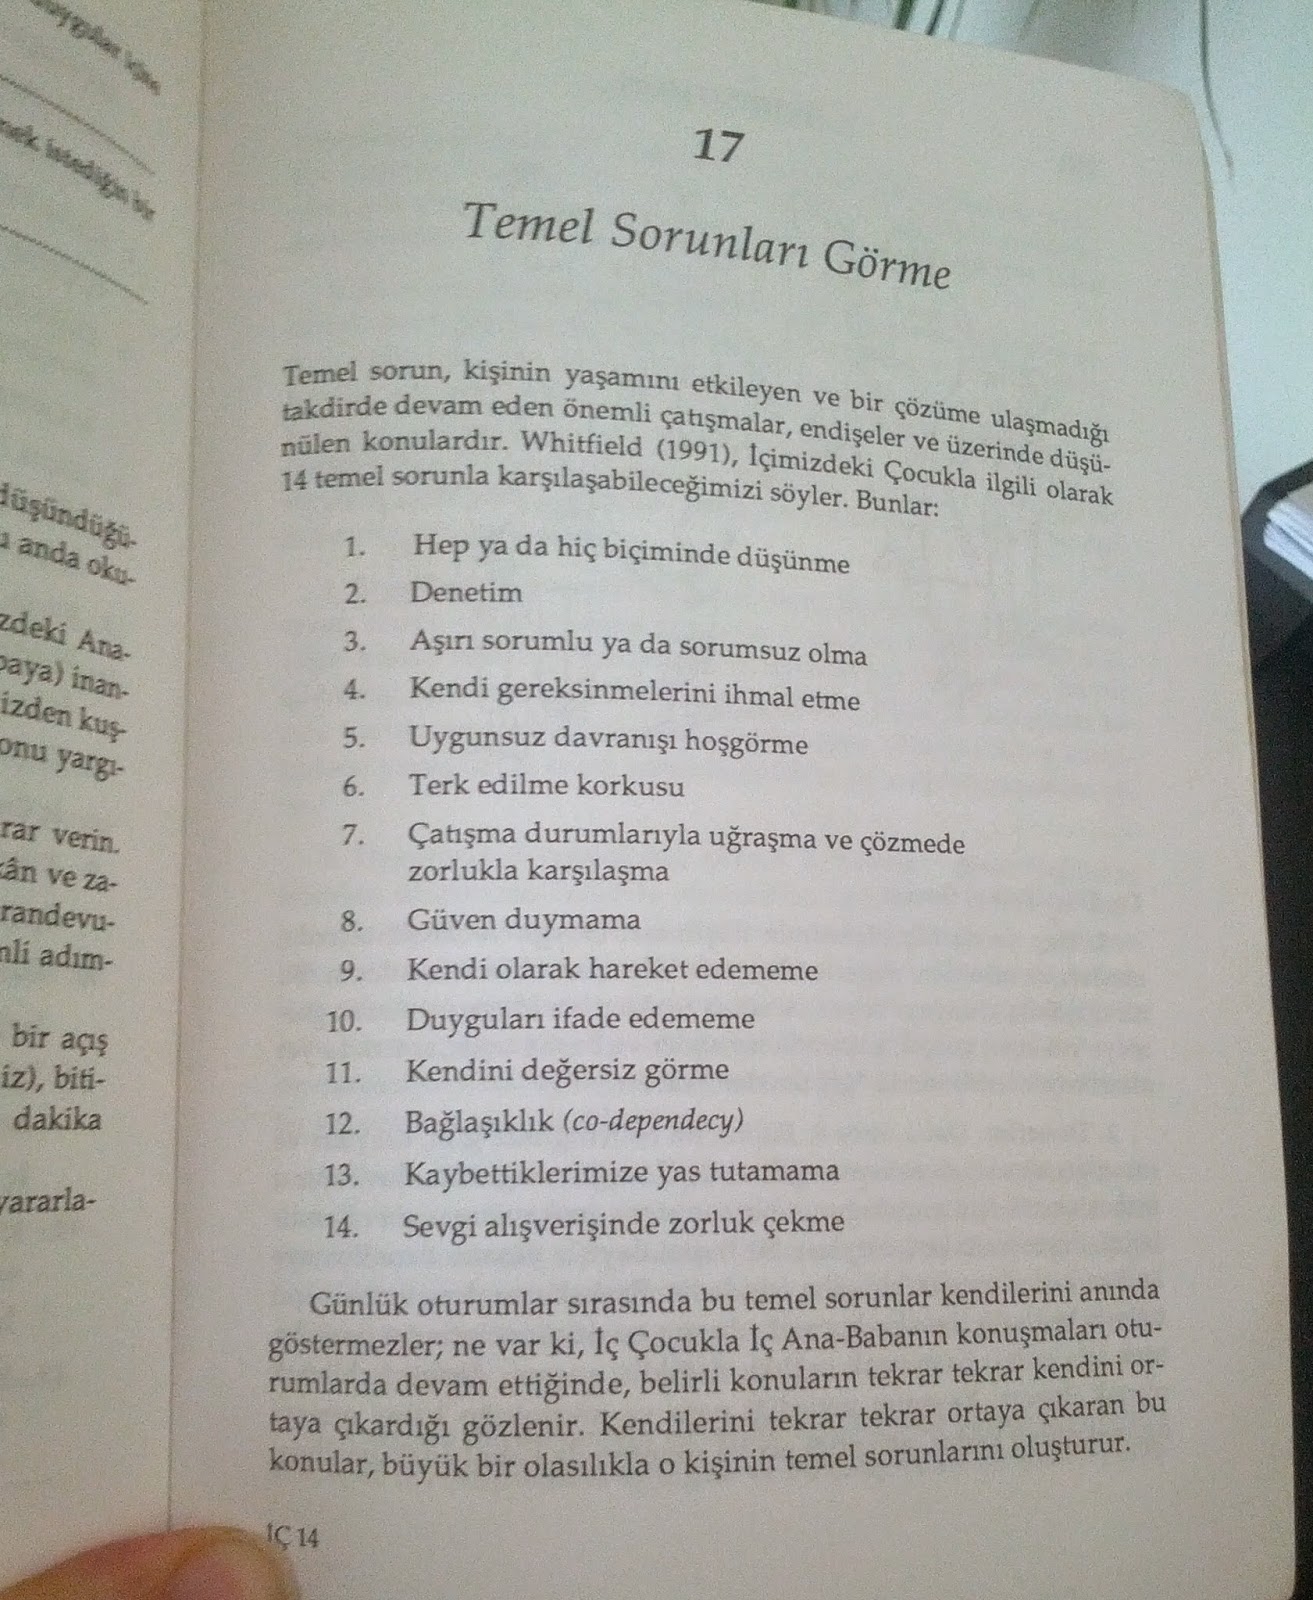 uygular için
mek istediğin bir
düşündüğü-
u anda oku-
zdeki Ana-
baya) inan-
izden kuş-
onu yargı-
rar verin.
kân ve za-
randevu-
nli adım-
bir açış
iz), biti-
dakika
yararla-
17
Temel Sorunları Görme
Temel sorun, kişinin yaşamını etkileyen ve bir çözüme ulaşmadığı
takdirde devam eden önemli çatışmalar, endişeler ve üzerinde düşü-
nülen konulardır. Whitfield (1991), İçimizdeki Çocukla ilgili olarak
14 temel sorunla karşılaşabileceğimizi söyler. Bunlar:
1. Hep ya da hiç biçiminde düşünme
2. Denetim
3. Aşırı sorumlu ya da sorumsuz olma
4. Kendi gereksinmelerini ihmal etme
5. Uygunsuz davranışı hoşgörme
6. Terk edilme korkusu
7. Çatışma durumlarıyla uğraşma ve çözmede
zorlukla karşılaşma
8. Güven duymama
9. Kendi olarak hareket edememe
10. Duyguları ifade edememe
11. Kendini değersiz görme
12. Bağlaşıklık (co-dependecy)
13. Kaybettiklerimize yas tutamama
14. Sevgi alışverişinde zorluk çekme
Günlük oturumlar sırasında bu temel sorunlar kendilerini anında
göstermezler; ne var ki, İç Çocukla İç Ana-Babanın konuşmaları otu-
rumlarda devam ettiğinde, belirli konuların tekrar tekrar kendini or-
taya çıkardığı gözlenir. Kendilerini tekrar tekrar ortaya çıkaran bu
konular, büyük bir olasılıkla o kişinin temel sorunlarını oluşturur.
İÇ 14